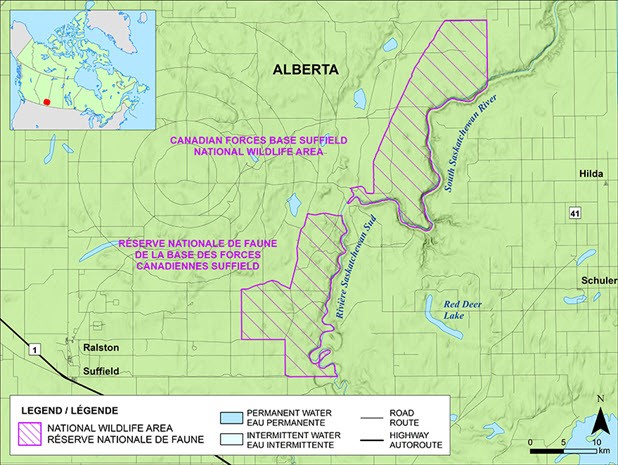 ALBERTA
CANADIAN FORCES BASE SUFFIELD
NATIONAL WILDLIFE AREA
South Saskatchewan River
Hilda
41
RÉSERVE NATIONALE DE FAUNE
DE LA BASE DES FORCES
CANADIENNES SUFFIELD
Rivière Saskatchewan Sud
Schuler
Red Deer
Lake
1
Ralston
Suffield
LEGEND / LÉGENDE
NATIONAL WILDLIFE AREA
RÉSERVE NATIONALE DE FAUNE
PERMANENT WATER
EAU PERMANENTE
INTERMITTENT WATER
EAU INTERMITTENTE
ROAD
ROUTE
HIGHWAY
AUTOROUTE
N
0 5 10
km